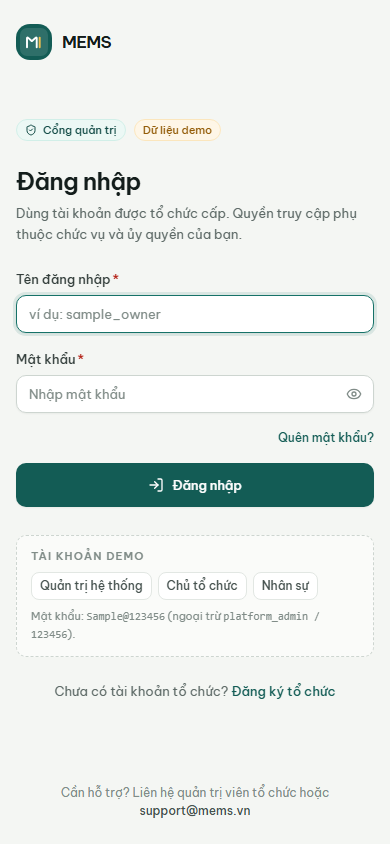 MEMS
Cổng quản trị
Dữ liệu demo
Đăng nhập
Dùng tài khoản được tổ chức cấp. Quyền truy cập phụ
thuộc chức vụ và ủy quyền của bạn.
Tên đăng nhập *
ví dụ: sample_owner
Mật khẩu *
Nhập mật khẩu
Quên mật khẩu?
Đăng nhập
TÀI KHOẢN DEMO
Quản trị hệ thống
Chủ tổ chức
Nhân sự
Mật khẩu: Sample@123456 (ngoại trừ platform_admin /
123456).
Chưa có tài khoản tổ chức? Đăng ký tổ chức
Cần hỗ trợ? Liên hệ quản trị viên tổ chức hoặc
support@mems.vn